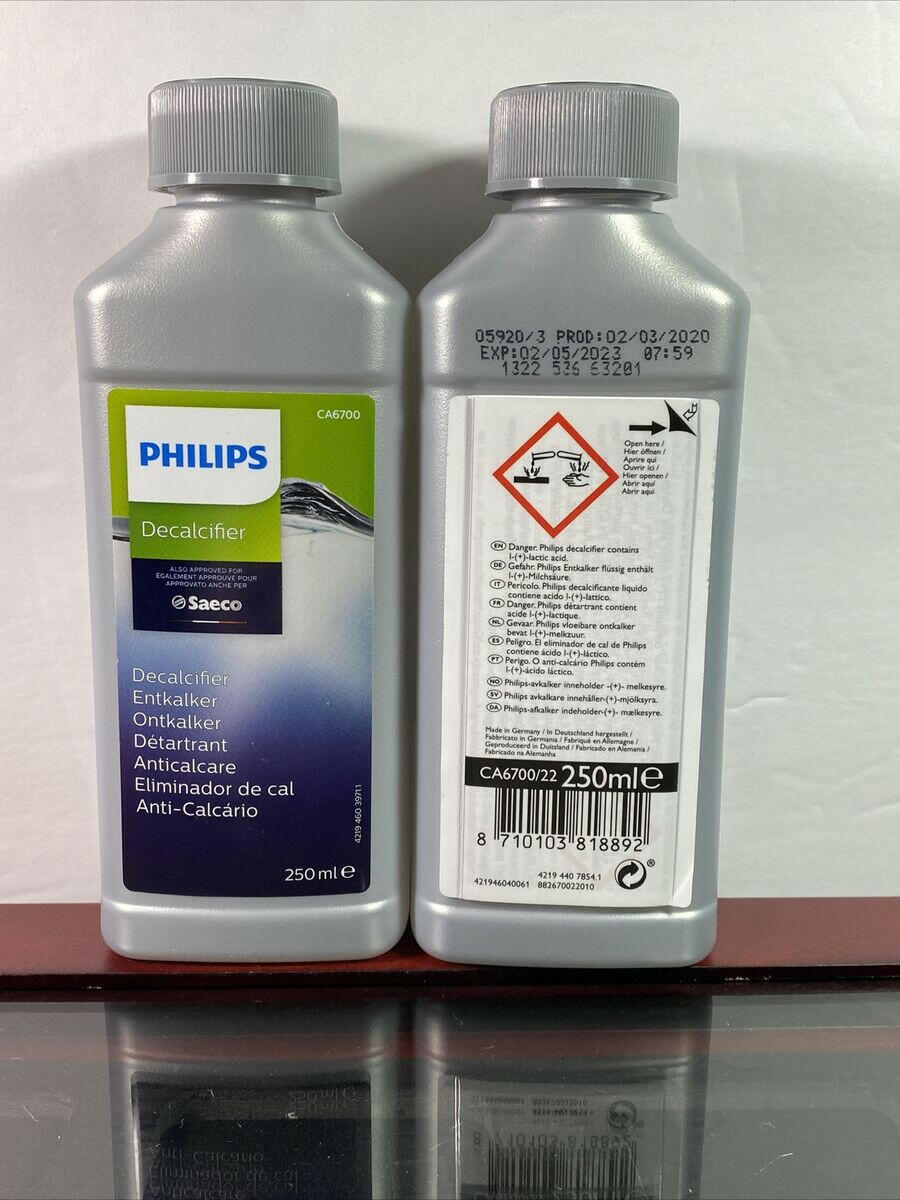 CA6700
PHILIPS
Decalcifier
ALSO APPROVED FOR
ÉGALEMENT APPROUVÉ POUR
APPROVATO ANCHE PER
Saeco
Decalcifier
Entkalker
Ontkalker
Détartrant
Anticalcare
Eliminador de cal
Anti-Calcário
4219 460 39711
250 ml e
05920/3 PROD:02/03/2020
EXP:02/05/2023 07:59
1322 536 63201
Open here /
Hier öffnen /
Aprire qui
Ouvrir ici /
Hier openen /
Abrir aquí
Abrir aqui
EN Danger. Philips decalcifier contains
l-(+)-lactic acid.
DE Gefahr. Philips Entkalker flüssig enthält
l-(+)-Milchsäure.
IT Pericolo. Philips decalcificante liquido
contiene acido l-(+)-lattico.
FR Danger. Philips détartrant contient
acide l-(+)-lactique.
NL Gevaar. Philips vloeibare ontkalker
bevat l-(+)-melkzuur.
ES Peligro. El eliminador de cal de Philips
contiene ácido l-(+)-láctico.
PT Perigo. O anti-calcário Philips contém
l-(+)-ácido láctico.
NO Philips-avkalker inneholder -(+)- melkesyre.
SV Philips avkalkare innehåller-(+)-mjölksyra.
DA Philips-afkalker indeholder-(+)- mælkesyre.
Made in Germany / In Deutschland hergestellt /
Fabbricato in Germania / Fabriqué en Allemagne /
Geproduceerd in Duitsland / Fabricado en Alemania /
Fabricado na Alemanha
CA6700/22 250ml e
8 710103 818892
4219 440 7854.1
421946040061 882670022010
®